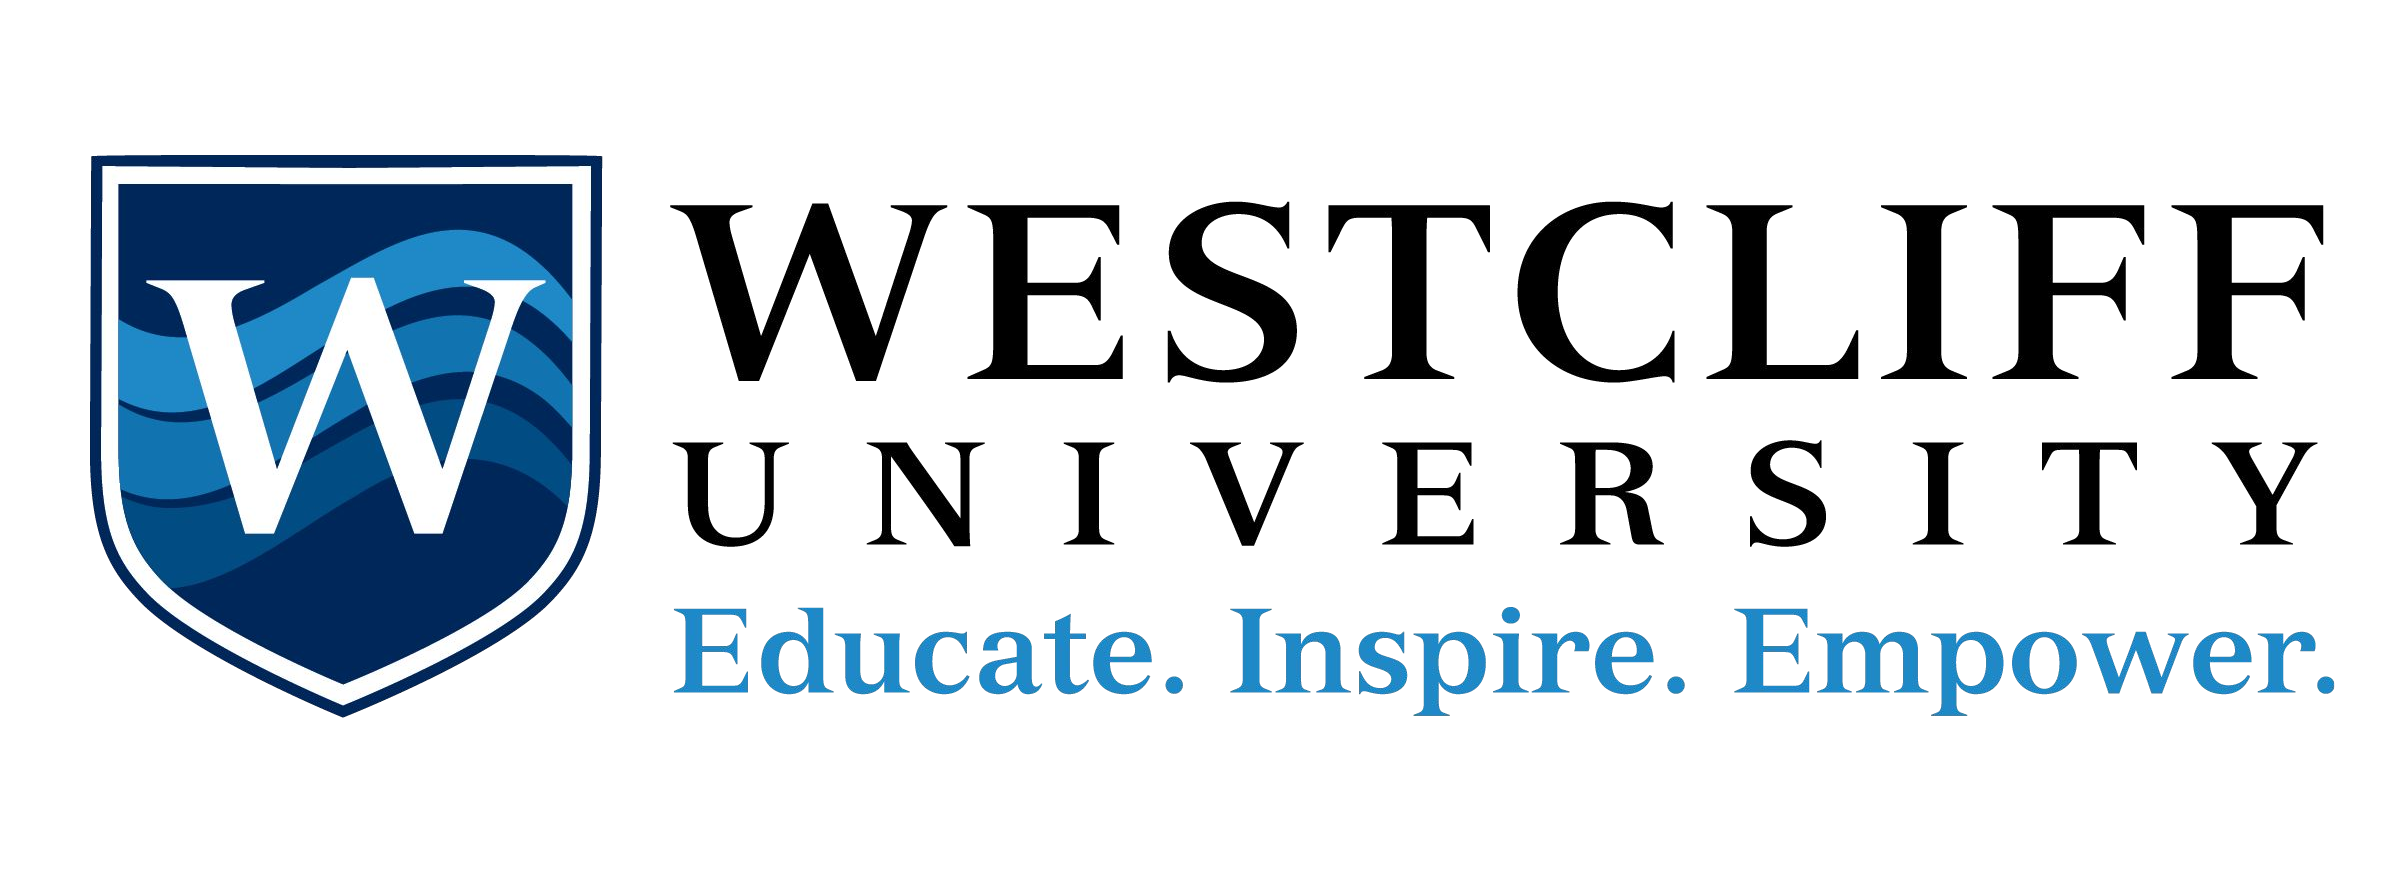 W
WESTCLIFF
UNIVERSITY
Educate. Inspire. Empower.